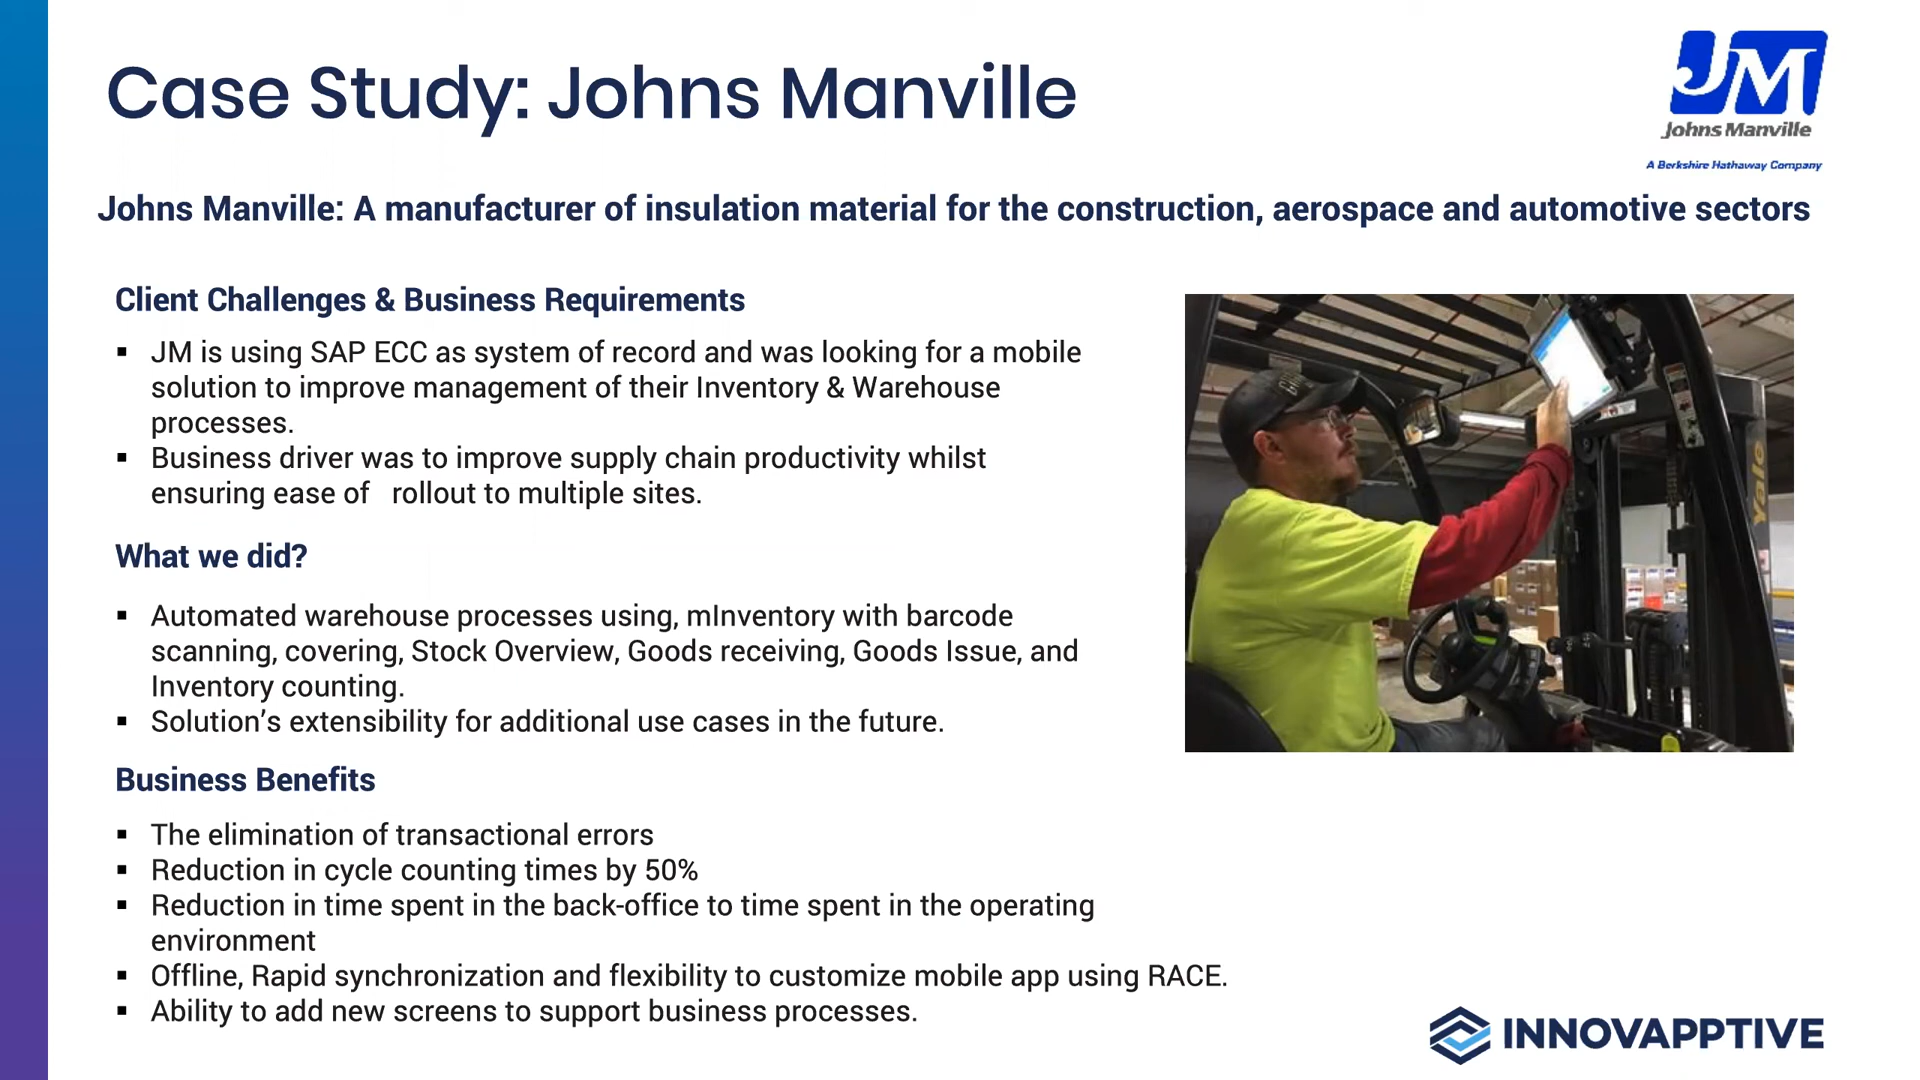 Case Study: Johns Manville
JM
Johns Manville
A Berkshire Hathaway Company
Johns Manville: A manufacturer of insulation material for the construction, aerospace and automotive sectors
Client Challenges & Business Requirements
▪ JM is using SAP ECC as system of record and was looking for a mobile
solution to improve management of their Inventory & Warehouse
processes.
▪ Business driver was to improve supply chain productivity whilst
ensuring ease of rollout to multiple sites.
What we did?
▪ Automated warehouse processes using, mInventory with barcode
scanning, covering, Stock Overview, Goods receiving, Goods Issue, and
Inventory counting.
▪ Solution’s extensibility for additional use cases in the future.
Business Benefits
▪ The elimination of transactional errors
▪ Reduction in cycle counting times by 50%
▪ Reduction in time spent in the back-office to time spent in the operating
environment
▪ Offline, Rapid synchronization and flexibility to customize mobile app using RACE.
▪ Ability to add new screens to support business processes.
Yale
INNOVAPPTIVE